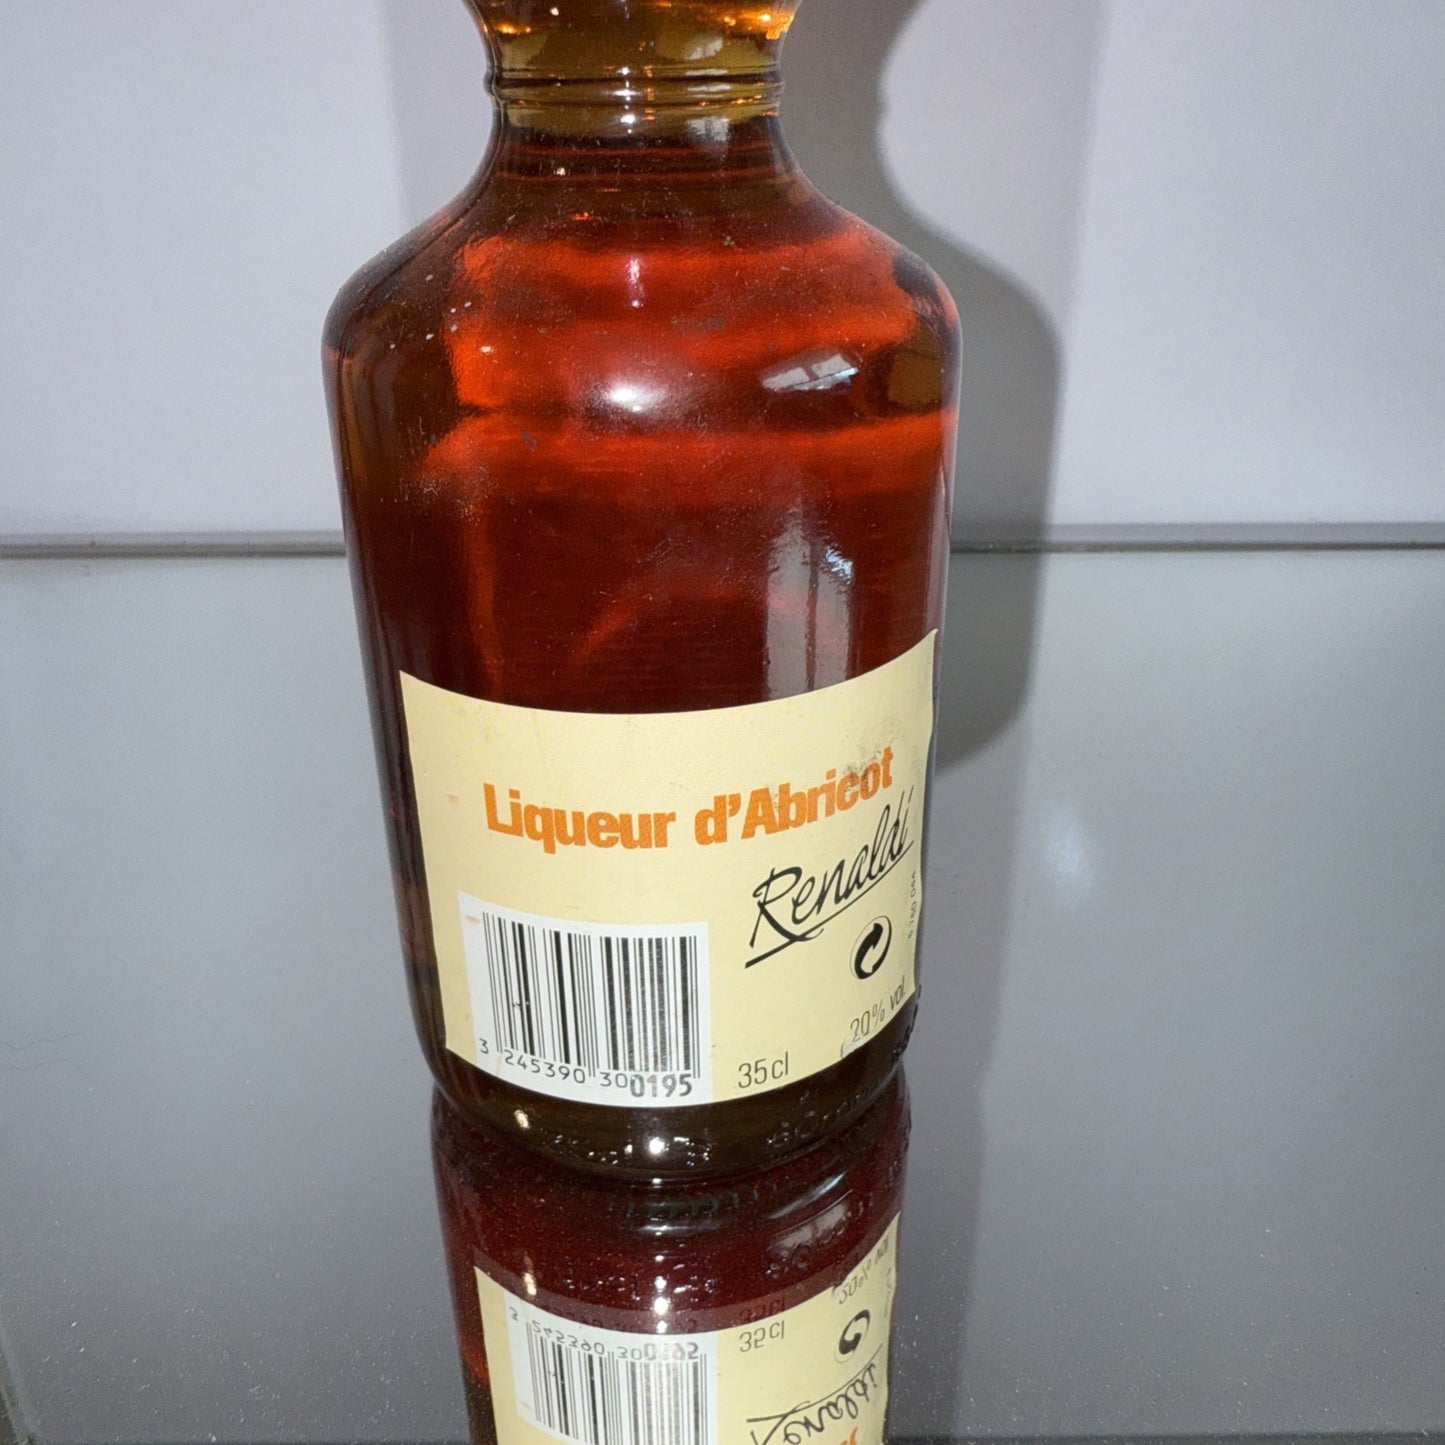 Liqueur d'Abricot
Renaldi
3 245390 300195
35cl
20% vol.